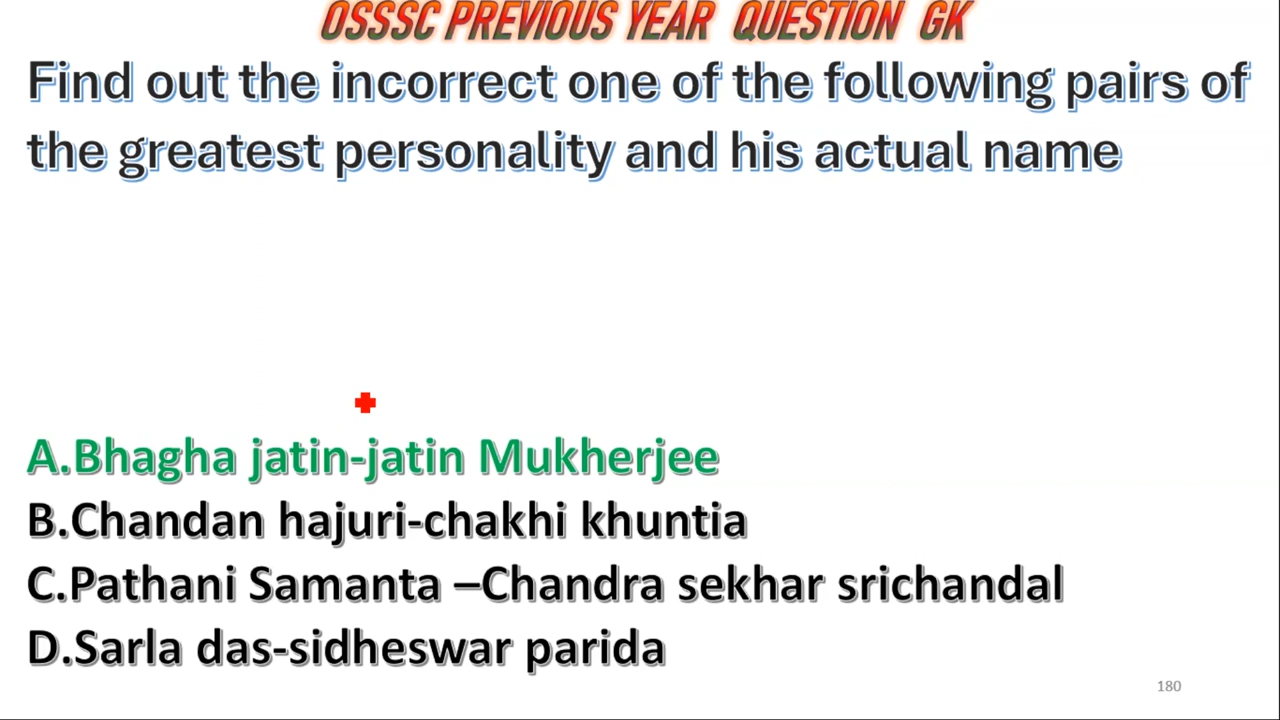 OSSSC PREVIOUS YEAR QUESTION GK
Find out the incorrect one of the following pairs of
the greatest personality and his actual name
A.Bhagha jatin-jatin Mukherjee
B.Chandan hajuri-chakhi khuntia
C.Pathani Samanta –Chandra sekhar srichandal
D.Sarla das-sidheswar parida
180